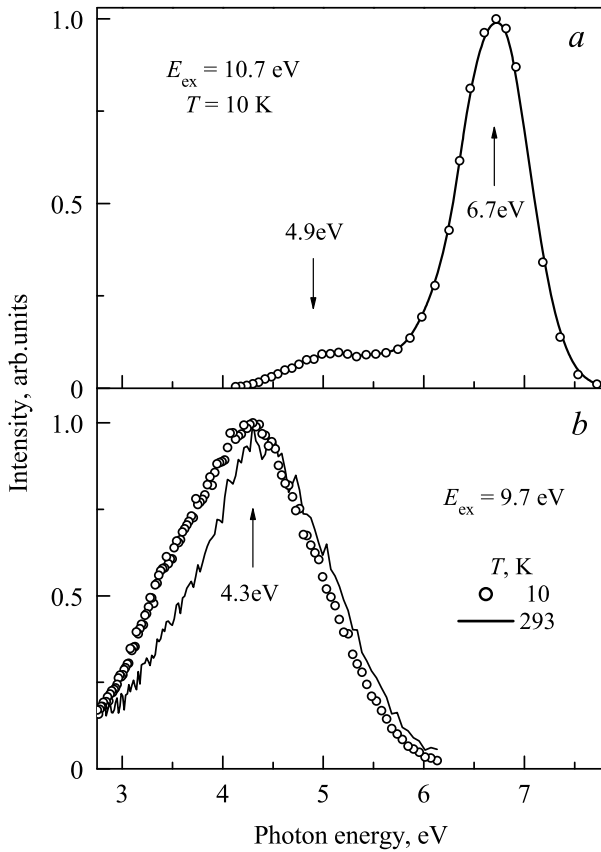 1.0
a
E_ex = 10.7 eV
T = 10 K
0.5
4.9eV
6.7eV
0
1.0
b
E_ex = 9.7 eV
4.3eV
T, K
0.5
10
293
0
3 4 5 6 7
Photon energy, eV
Intensity, arb.units